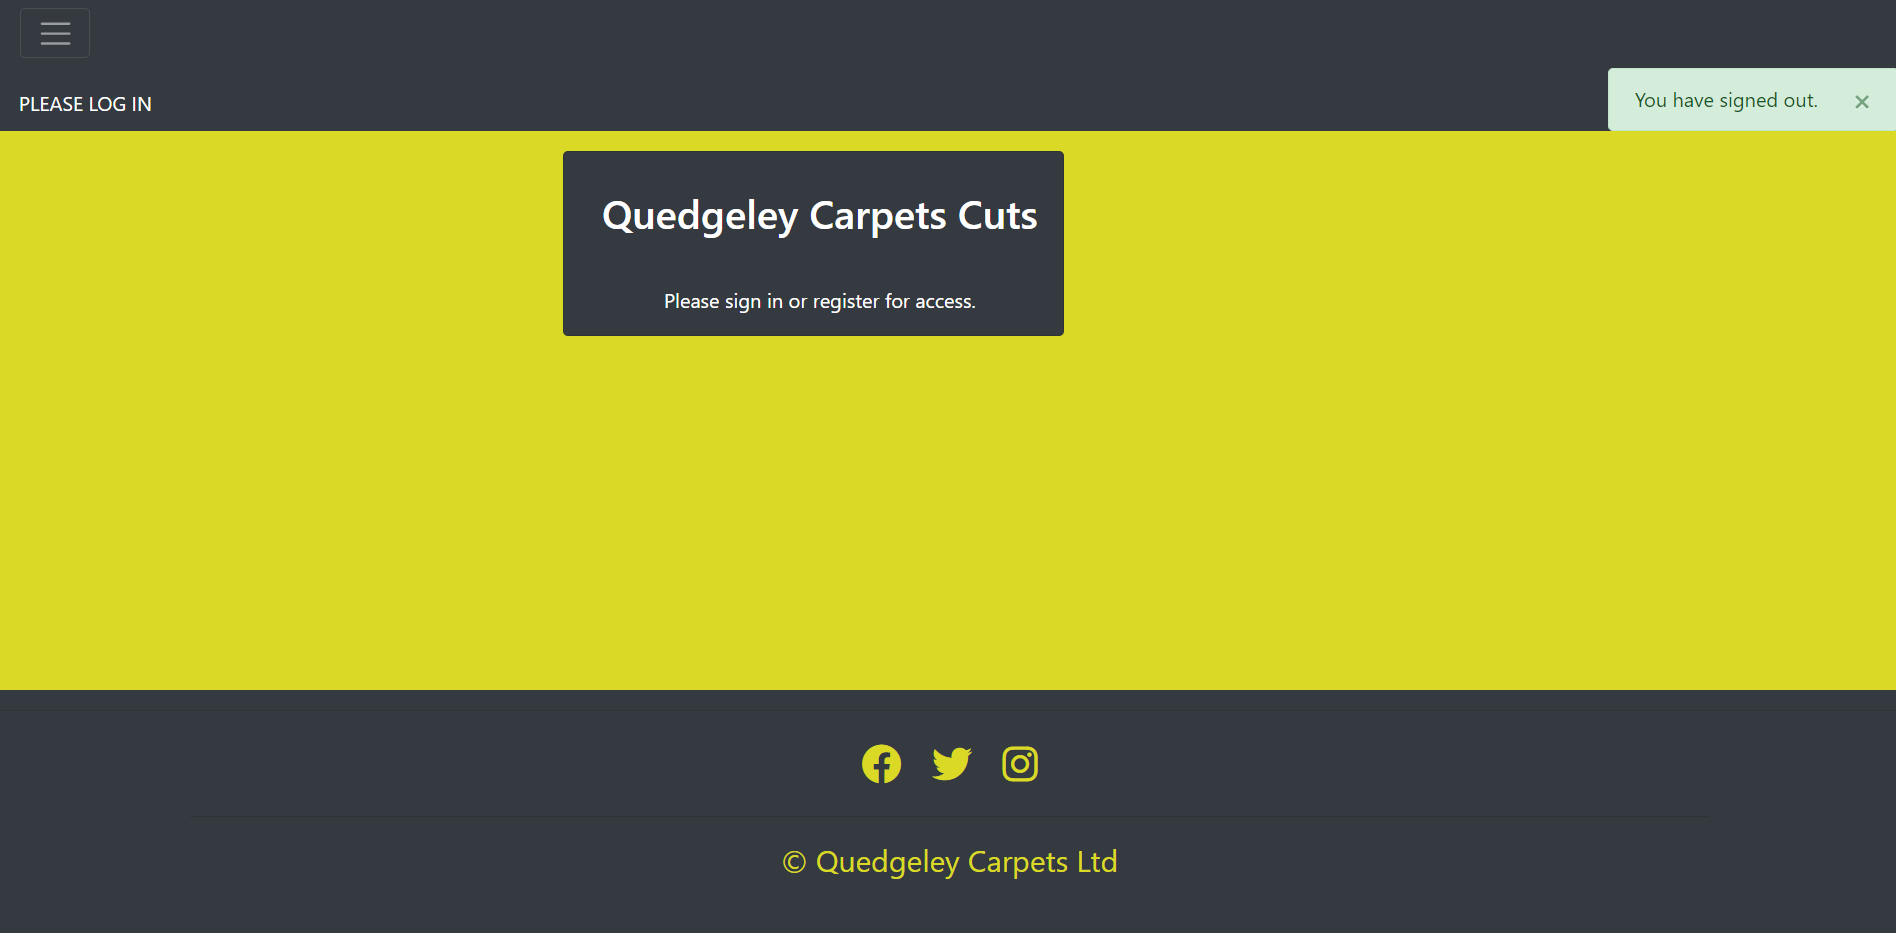 PLEASE LOG IN
You have signed out. ×
Quedgeley Carpets Cuts
Please sign in or register for access.
© Quedgeley Carpets Ltd